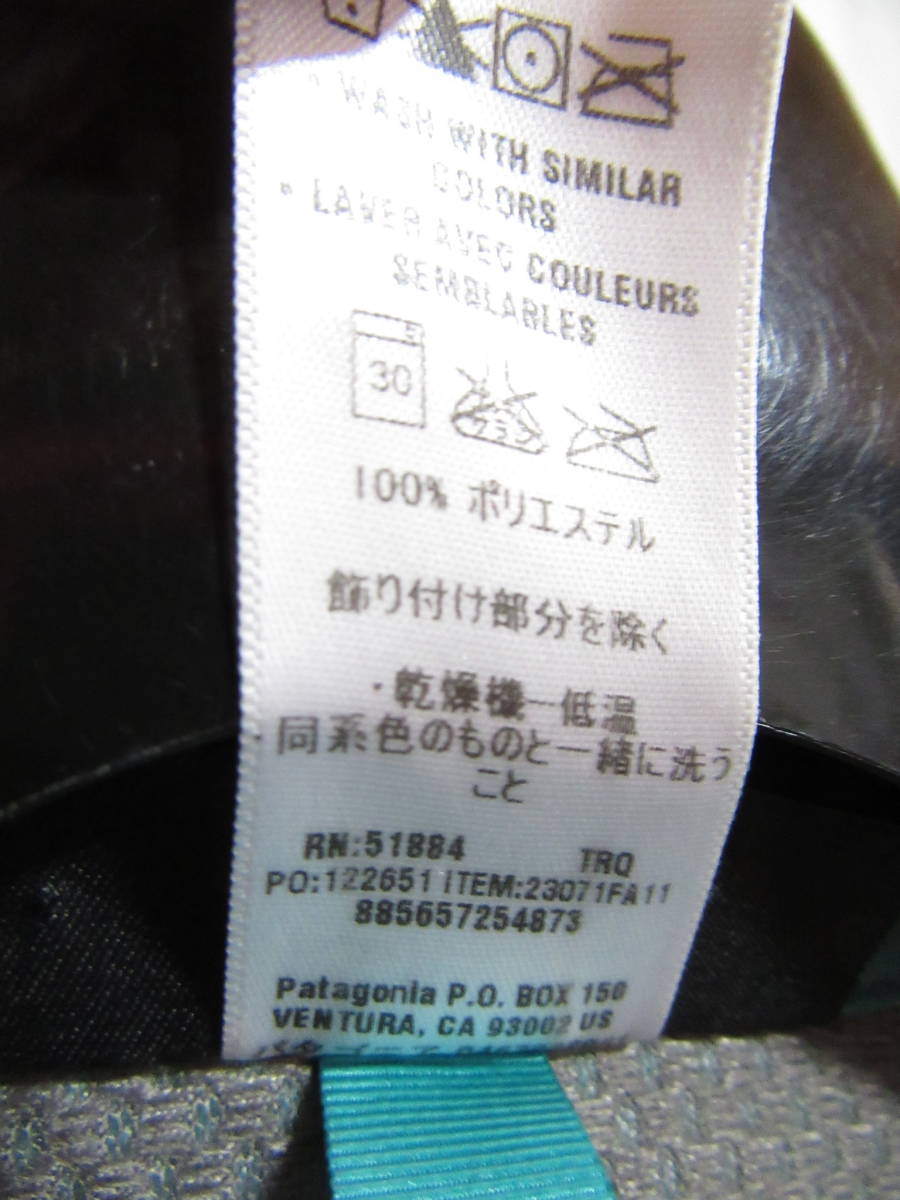 • WASH WITH SIMILAR
COLORS
• LAVER AVEC COULEURS
SEMBLABLES
30
100% ポリエステル
飾り付け部分を除く
・乾燥機ー低温
同系色のものと一緒に洗う
こと
RN:51884 TRQ
PO:122651 ITEM:23071FA11
885657254873
Patagonia P.O. BOX 150
VENTURA, CA 93002 US